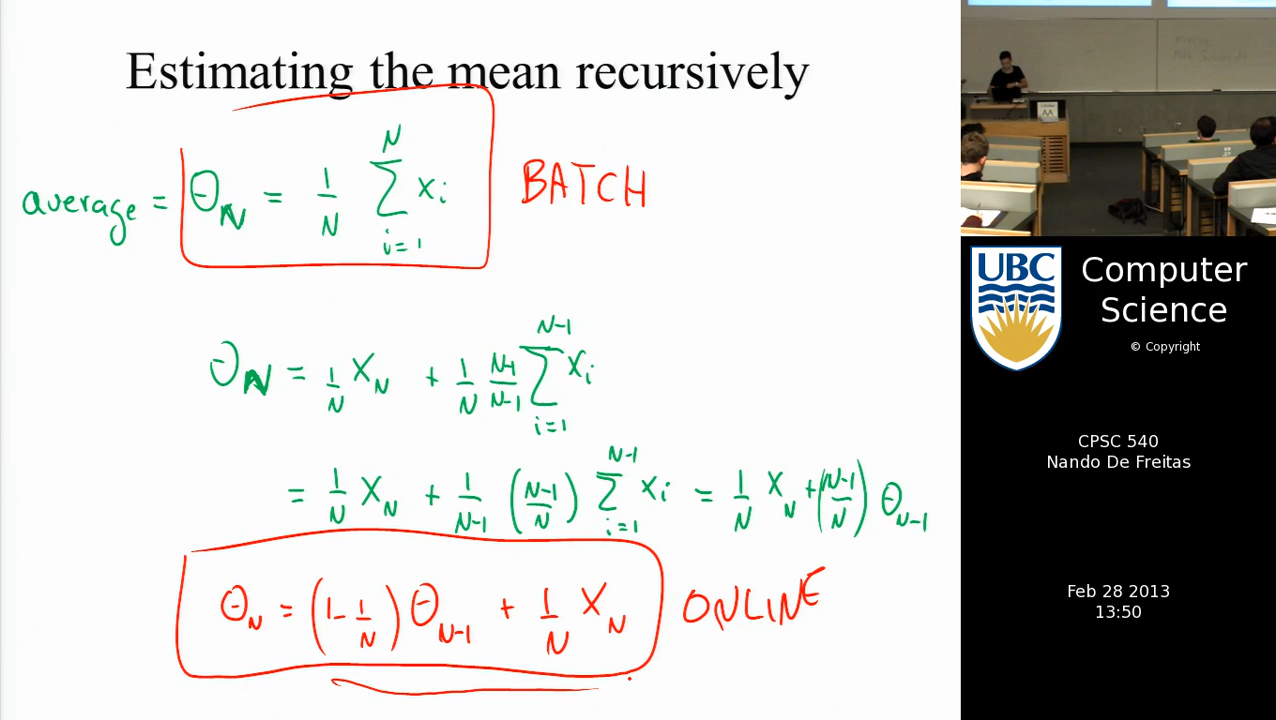 Estimating the mean recursively
average = θ_N = 1/N Σ_{i=1}^{N} x_i BATCH
θ_N = 1/N x_N + 1/N N-1/N-1 Σ_{i=1}^{N-1} x_i
= 1/N x_N + 1/N-1 (N-1/N) Σ_{i=1}^{N-1} x_i = 1/N x_N + (N-1/N) θ_{N-1}
θ_N = (1 - 1/N) θ_{N-1} + 1/N x_N ONLINE
UBC
Computer
Science
© Copyright
CPSC 540
Nando De Freitas
Feb 28 2013
13:50